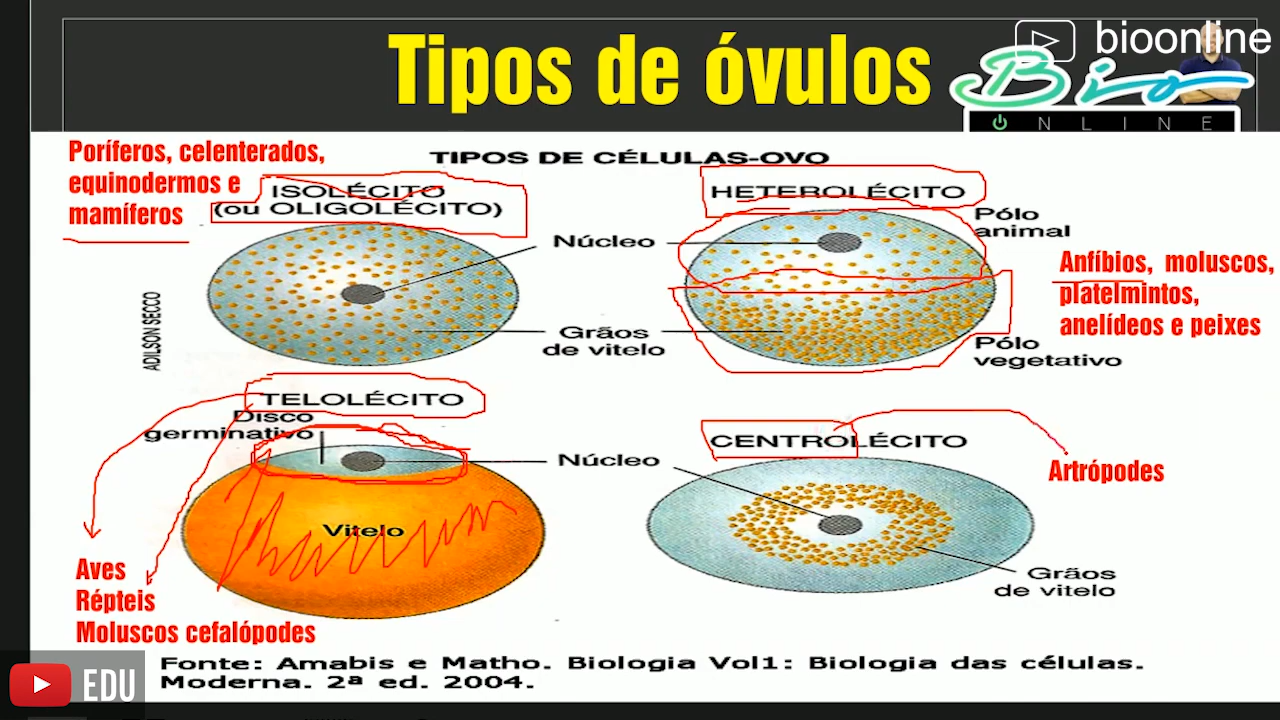 Tipos de óvulos
bioonline
Bio
ONLINE
Poríferos, celenterados,
equinodermos e
mamíferos
TIPOS DE CÉLULAS-OVO
ISOLÉCITO
(ou OLIGOLÉCITO)
HETEROLÉCITO
Núcleo
Pólo
animal
Grãos
de vitelo
Anfíbios, moluscos,
platelmintos,
anelídeos e peixes
Pólo
vegetativo
ADILSON SECCO
TELOLÉCITO
Disco
germinativo
Núcleo
CENTROLÉCITO
Artrópodes
Vitelo
Grãos
de vitelo
Aves
Répteis
Moluscos cefalópodes
Fonte: Amabis e Matho. Biologia Vol1: Biologia das células.
Moderna. 2ª ed. 2004.
EDU